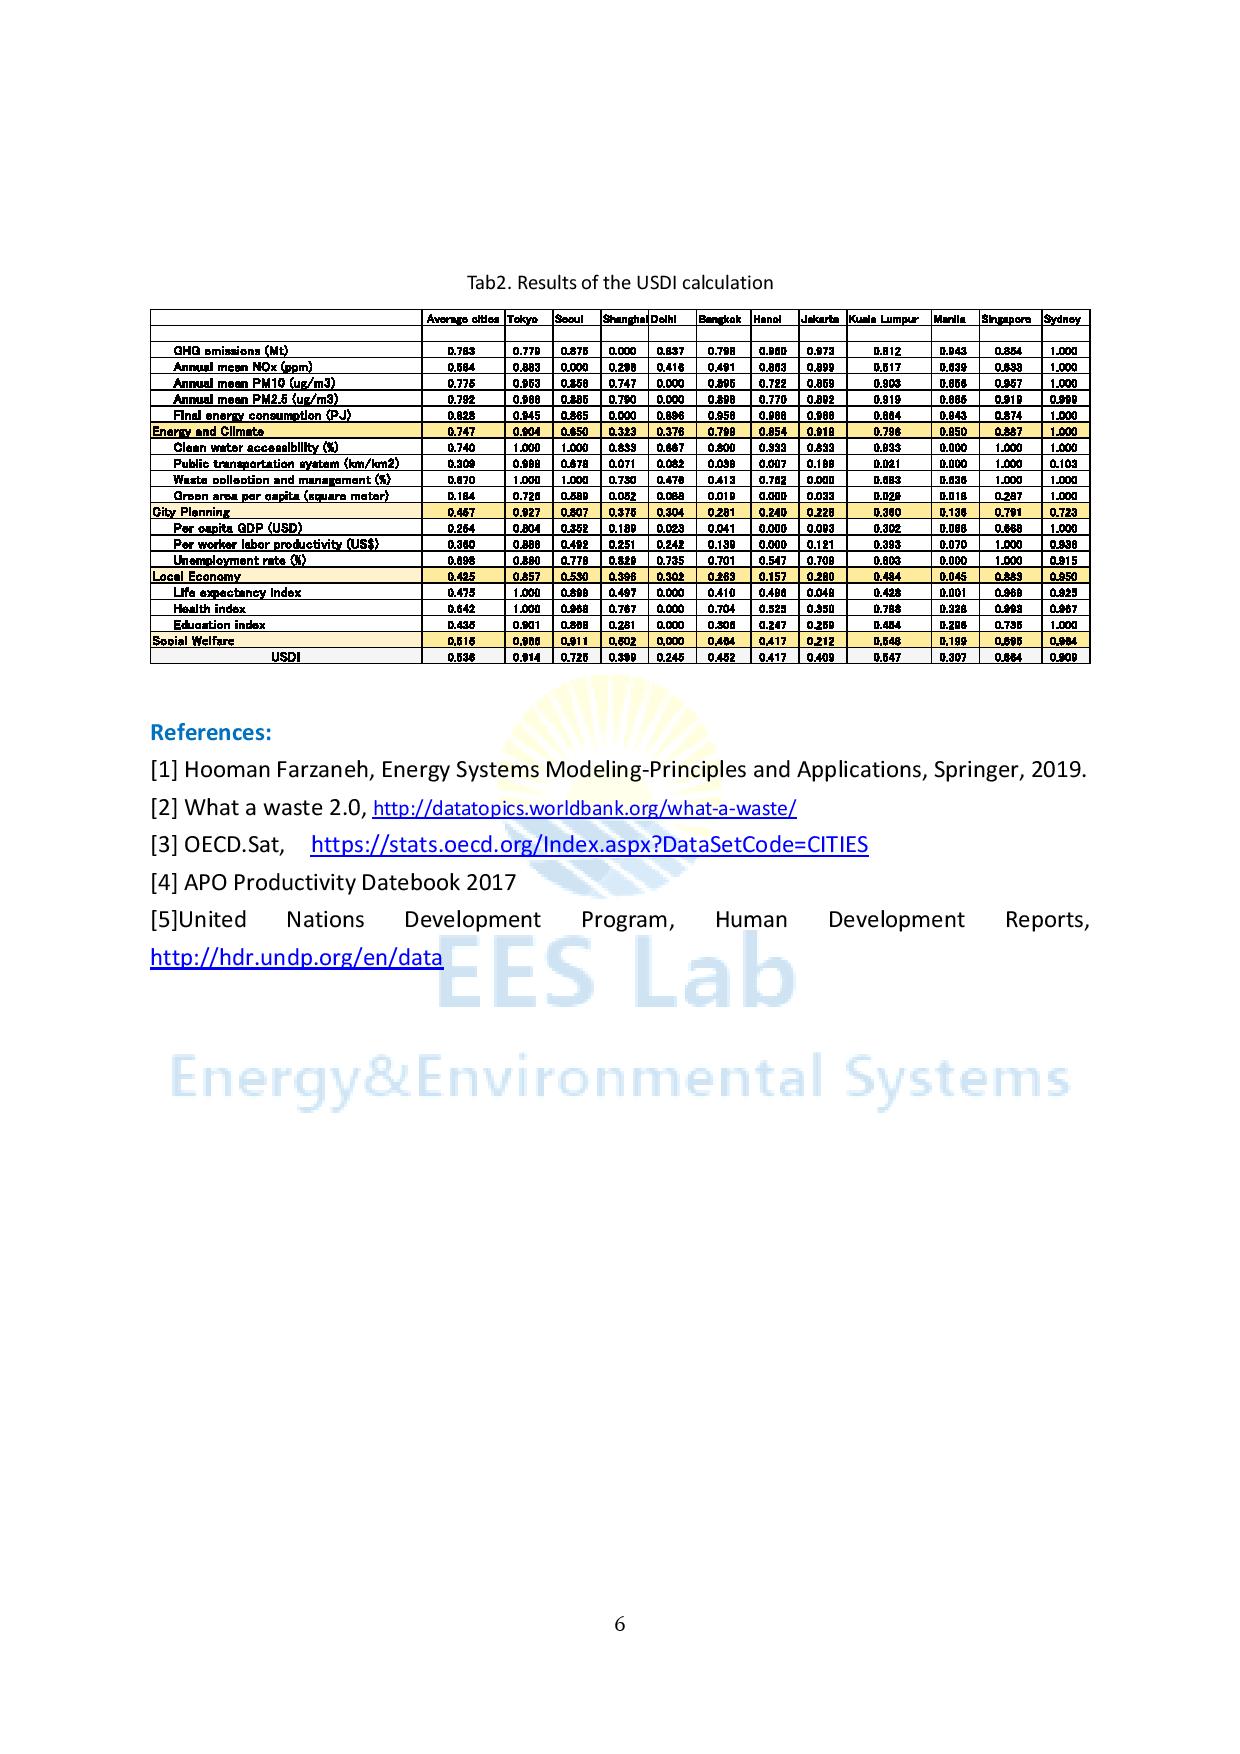 Tab2. Results of the USDI calculation
Average cities Tokyo Seoul Shanghai Delhi Bangkok Hanoi Jakarta Kuala Lumpur Manila Singapore Sydney
GHG emissions (Mt) 0.763 0.779 0.875 0.000 0.637 0.798 0.960 0.973 0.812 0.943 0.854 1.000
Annual mean NOx (ppm) 0.584 0.883 0.000 0.298 0.416 0.491 0.863 0.899 0.517 0.639 0.633 1.000
Annual mean PM10 (ug/m3) 0.775 0.953 0.856 0.747 0.000 0.895 0.722 0.859 0.903 0.656 0.957 1.000
Annual mean PM2.5 (ug/m3) 0.792 0.966 0.885 0.790 0.000 0.898 0.770 0.892 0.919 0.665 0.919 0.999
Final energy consumption (PJ) 0.828 0.945 0.865 0.000 0.896 0.956 0.986 0.966 0.864 0.943 0.874 1.000
Energy and Climate 0.747 0.904 0.650 0.323 0.376 0.798 0.854 0.918 0.796 0.850 0.887 1.000
Clean water accessibility (%) 0.740 1.000 1.000 0.833 0.667 0.800 0.333 0.833 0.933 0.000 1.000 1.000
Public transportation system (km/km2) 0.309 0.998 0.678 0.071 0.082 0.039 0.007 0.198 0.021 0.000 1.000 0.103
Waste collection and management (%) 0.670 1.000 1.000 0.730 0.476 0.413 0.762 0.000 0.683 0.635 1.000 1.000
Green area per capita (square meter) 0.184 0.726 0.589 0.052 0.088 0.019 0.000 0.033 0.029 0.018 0.287 1.000
City Planning 0.457 0.927 0.807 0.375 0.304 0.281 0.240 0.226 0.360 0.136 0.791 0.723
Per capita GDP (USD) 0.254 0.804 0.352 0.189 0.023 0.041 0.000 0.093 0.302 0.066 0.668 1.000
Per worker labor productivity (US$) 0.360 0.886 0.492 0.251 0.242 0.139 0.000 0.121 0.393 0.070 1.000 0.936
Unemployment rate (%) 0.698 0.880 0.778 0.829 0.735 0.701 0.547 0.709 0.803 0.000 1.000 0.915
Local Economy 0.425 0.857 0.530 0.396 0.302 0.263 0.157 0.280 0.484 0.045 0.883 0.950
Life expectancy index 0.475 1.000 0.899 0.497 0.000 0.410 0.496 0.048 0.428 0.001 0.969 0.925
Health index 0.642 1.000 0.968 0.767 0.000 0.704 0.525 0.350 0.788 0.328 0.993 0.967
Education index 0.435 0.901 0.868 0.281 0.000 0.306 0.247 0.259 0.454 0.296 0.735 1.000
Social Welfare 0.515 0.966 0.911 0.502 0.000 0.464 0.417 0.212 0.548 0.199 0.895 0.964
USDI 0.536 0.914 0.725 0.399 0.245 0.452 0.417 0.409 0.547 0.307 0.864 0.909
References:
[1] Hooman Farzaneh, Energy Systems Modeling-Principles and Applications, Springer, 2019.
[2] What a waste 2.0, http://datatopics.worldbank.org/what-a-waste/
[3] OECD.Sat, https://stats.oecd.org/Index.aspx?DataSetCode=CITIES
[4] APO Productivity Datebook 2017
[5]United Nations Development Program, Human Development Reports,
http://hdr.undp.org/en/data
EES Lab
Energy&Environmental Systems
6